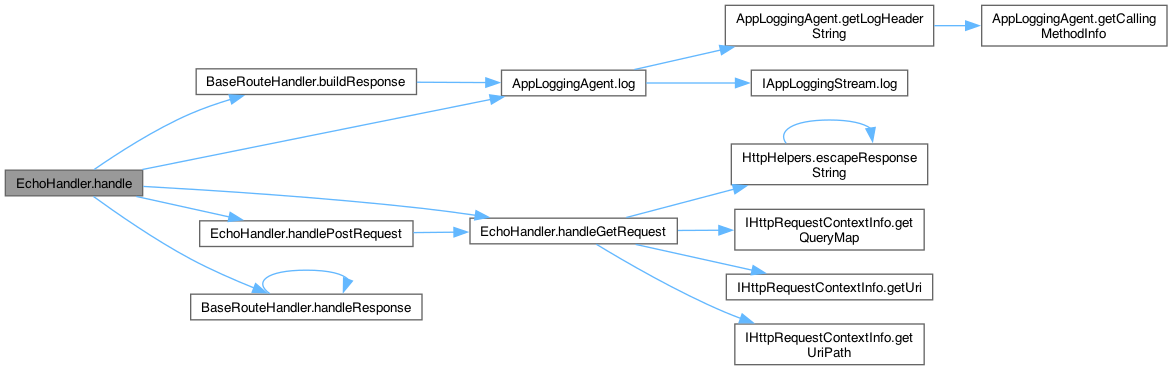 EchoHandler.handle
BaseRouteHandler.buildResponse
AppLoggingAgent.log
AppLoggingAgent.getLogHeader
String
AppLoggingAgent.getCalling
MethodInfo
IAppLoggingStream.log
EchoHandler.handlePostRequest
EchoHandler.handleGetRequest
HttpHelpers.escapeResponse
String
IHttpRequestContextInfo.get
QueryMap
IHttpRequestContextInfo.getUri
IHttpRequestContextInfo.get
UriPath
BaseRouteHandler.handleResponse